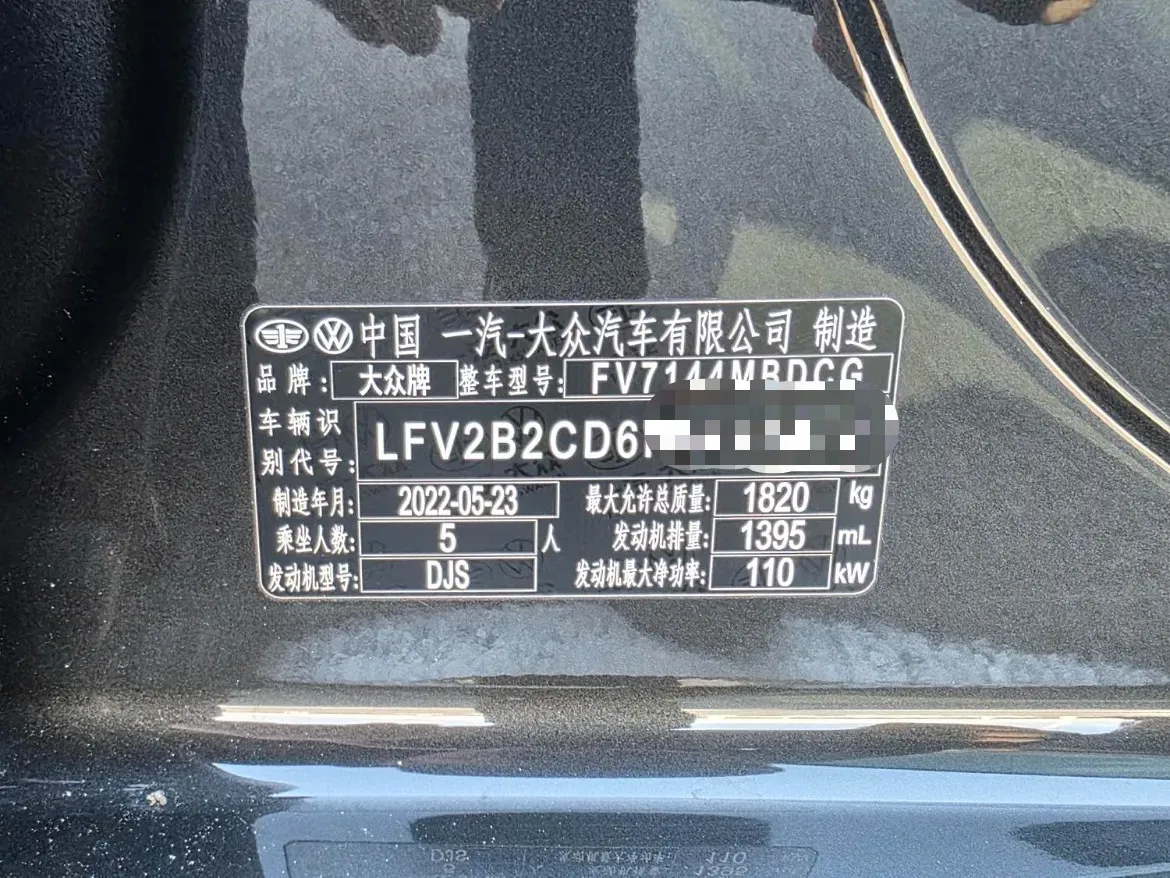 中国 一汽-大众汽车有限公司 制造
品牌: 大众牌 整车型号: FV7144MBDCG
车辆识别代号: LFV2B2CD6
制造年月: 2022-05-23 最大允许总质量: 1820 kg
乘坐人数: 5 人 发动机排量: 1395 mL
发动机型号: DJS 发动机最大净功率: 110 kW